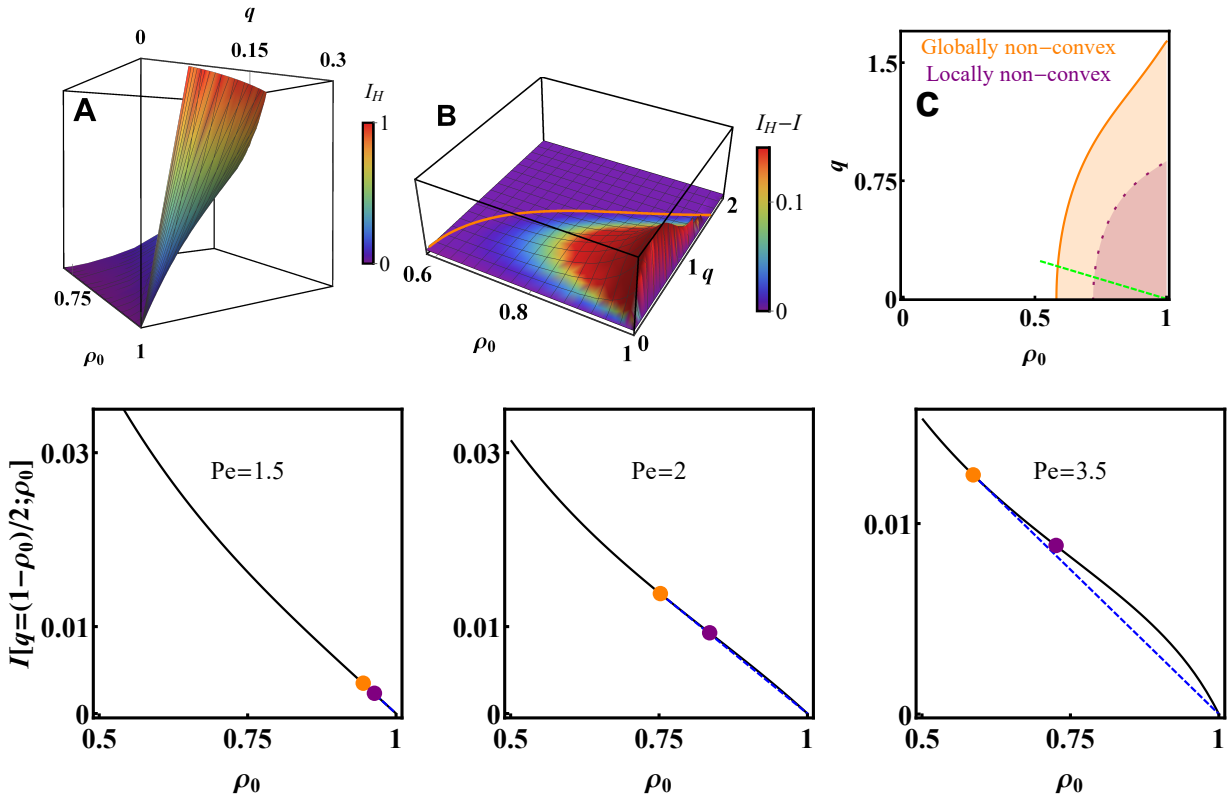 q
0
0.15
0.3
A
I_H
1
0
0.75
ρ₀
1
B
I_H−I
0.1
0
2
1
q
0
0.6
0.8
ρ₀
1
C
Globally non−convex
Locally non−convex
1.5
0.75
0
q
0
0.5
1
ρ₀
I[q=(1−ρ₀)/2;ρ₀]
0.03
0.01
0
Pe=1.5
0.5
0.75
1
ρ₀
0.03
0.01
0
Pe=2
0.5
0.75
1
ρ₀
0.01
0
Pe=3.5
0.5
0.75
1
ρ₀